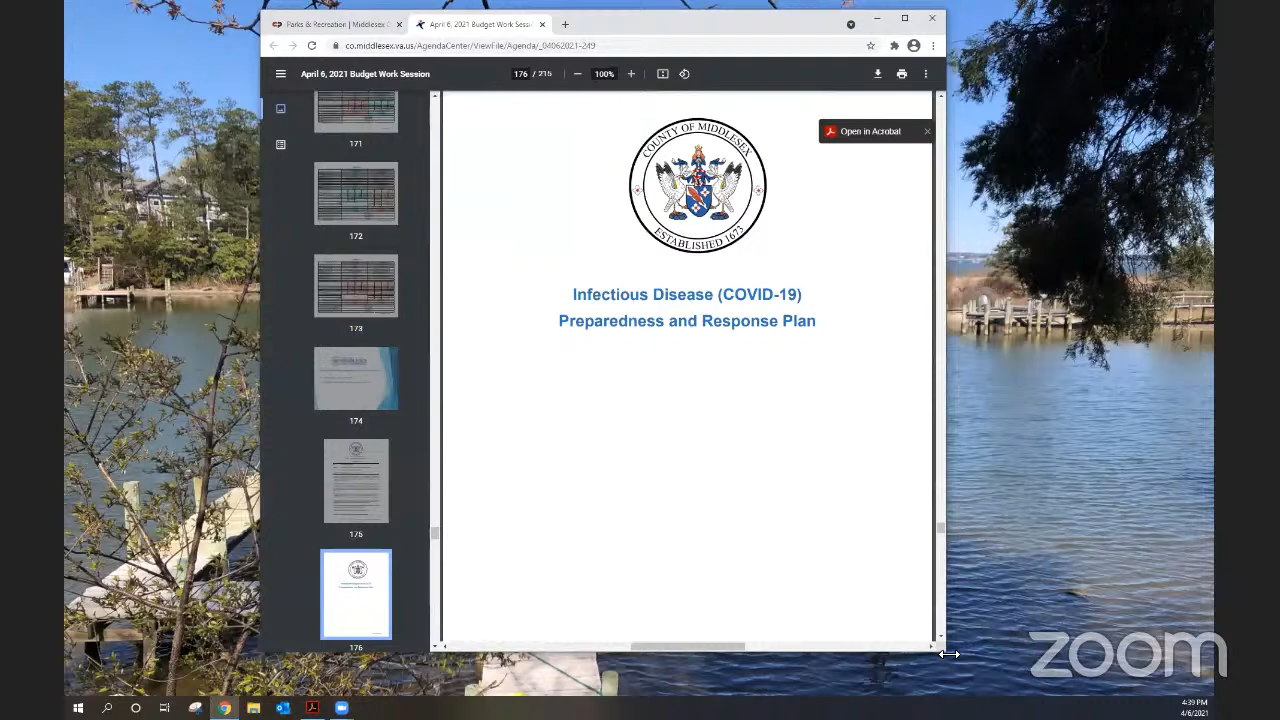 Parks & Recreation | Middlesex
April 6, 2021 Budget Work Sessi
co.middlesex.va.us/AgendaCenter/ViewFile/Agenda/_04062021-249
April 6, 2021 Budget Work Session
176 / 216
100%
Open in Acrobat
COUNTY OF MIDDLESEX
ESTABLISHED 1673
Infectious Disease (COVID-19)
Preparedness and Response Plan
171
172
173
174
175
176
zoom
4:39 PM
4/6/2021